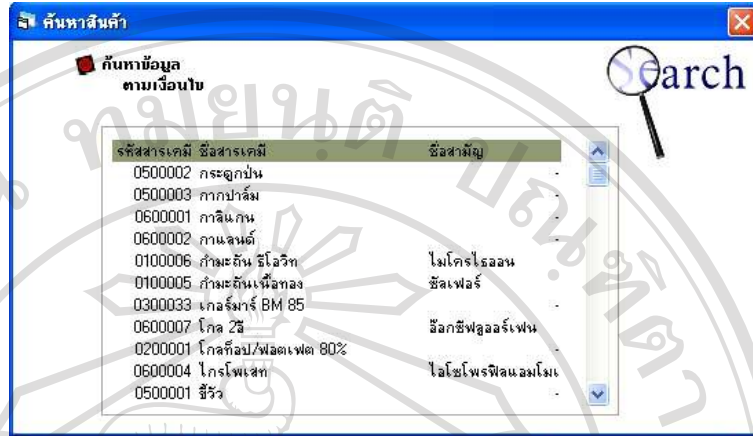 ค้นหาสินค้า
ค้นหาข้อมูล
ตามเงื่อนไข
Search
รหัสสารเคมี ชื่อสารเคมี ชื่อสามัญ
0500002 กระดูกป่น -
0500003 กากปาล์ม -
0600001 กาลิแกน -
0600002 กาแลนต์ -
0100006 กำมะถัน ธีโอวิท ไมโครไธออน
0100005 กำมะถันเนื้อทอง ซัลเฟอร์
0300033 เกลร์มาร์ BM 85 -
0600007 โกล 2อี อ๊อกซีฟลูออร์เฟน
0200001 โกลท็อป/ฟอตเฟต 80% -
0600004 ไกรโฟเสท ไอโซโพรฟิลแอมโมเ
0500001 ขี้วัว -